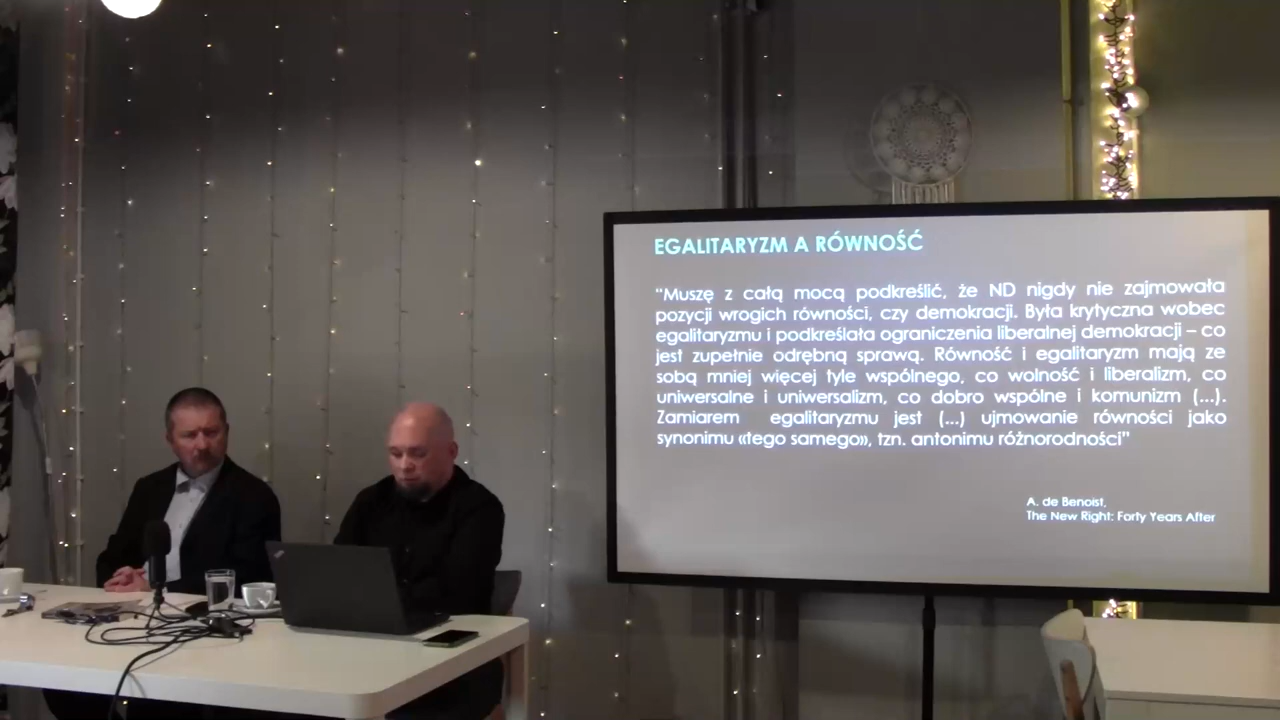 EGALITARYZM A RÓWNOŚĆ
“Muszę z całą mocą podkreślić, że ND nigdy nie zajmowała
pozycji wrogich równości, czy demokracji. Była krytyczna wobec
egalitaryzmu i podkreślała ograniczenia liberalnej demokracji – co
jest zupełnie odrębną sprawą. Równość i egalitaryzm mają ze
sobą mniej więcej tyle wspólnego, co wolność i liberalizm, co
uniwersalne i uniwersalizm, co dobro wspólne i komunizm (...).
Zamiarem egalitaryzmu jest (...) ujmowanie równości jako
synonimu «tego samego», tzn. antonimu różnorodności”
A. de Benoist,
The New Right: Forty Years After